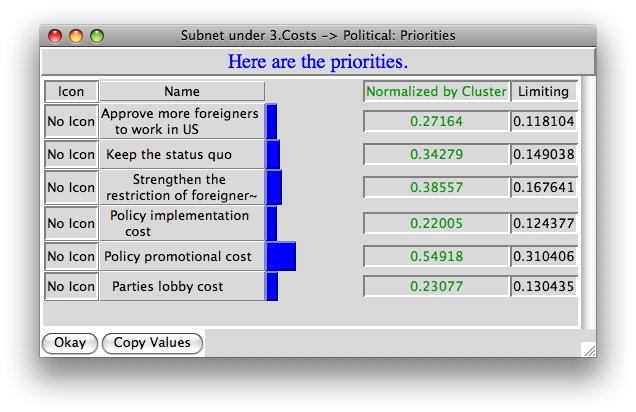 Subnet under 3.Costs -> Political: Priorities
Here are the priorities.
Icon Name Normalized by Cluster Limiting
No Icon Approve more foreigners to work in US 0.27164 0.118104
No Icon Keep the status quo 0.34279 0.149038
No Icon Strengthen the restriction of foreigner~ 0.38557 0.167641
No Icon Policy implementation cost 0.22005 0.124377
No Icon Policy promotional cost 0.54918 0.310406
No Icon Parties lobby cost 0.23077 0.130435
Okay Copy Values